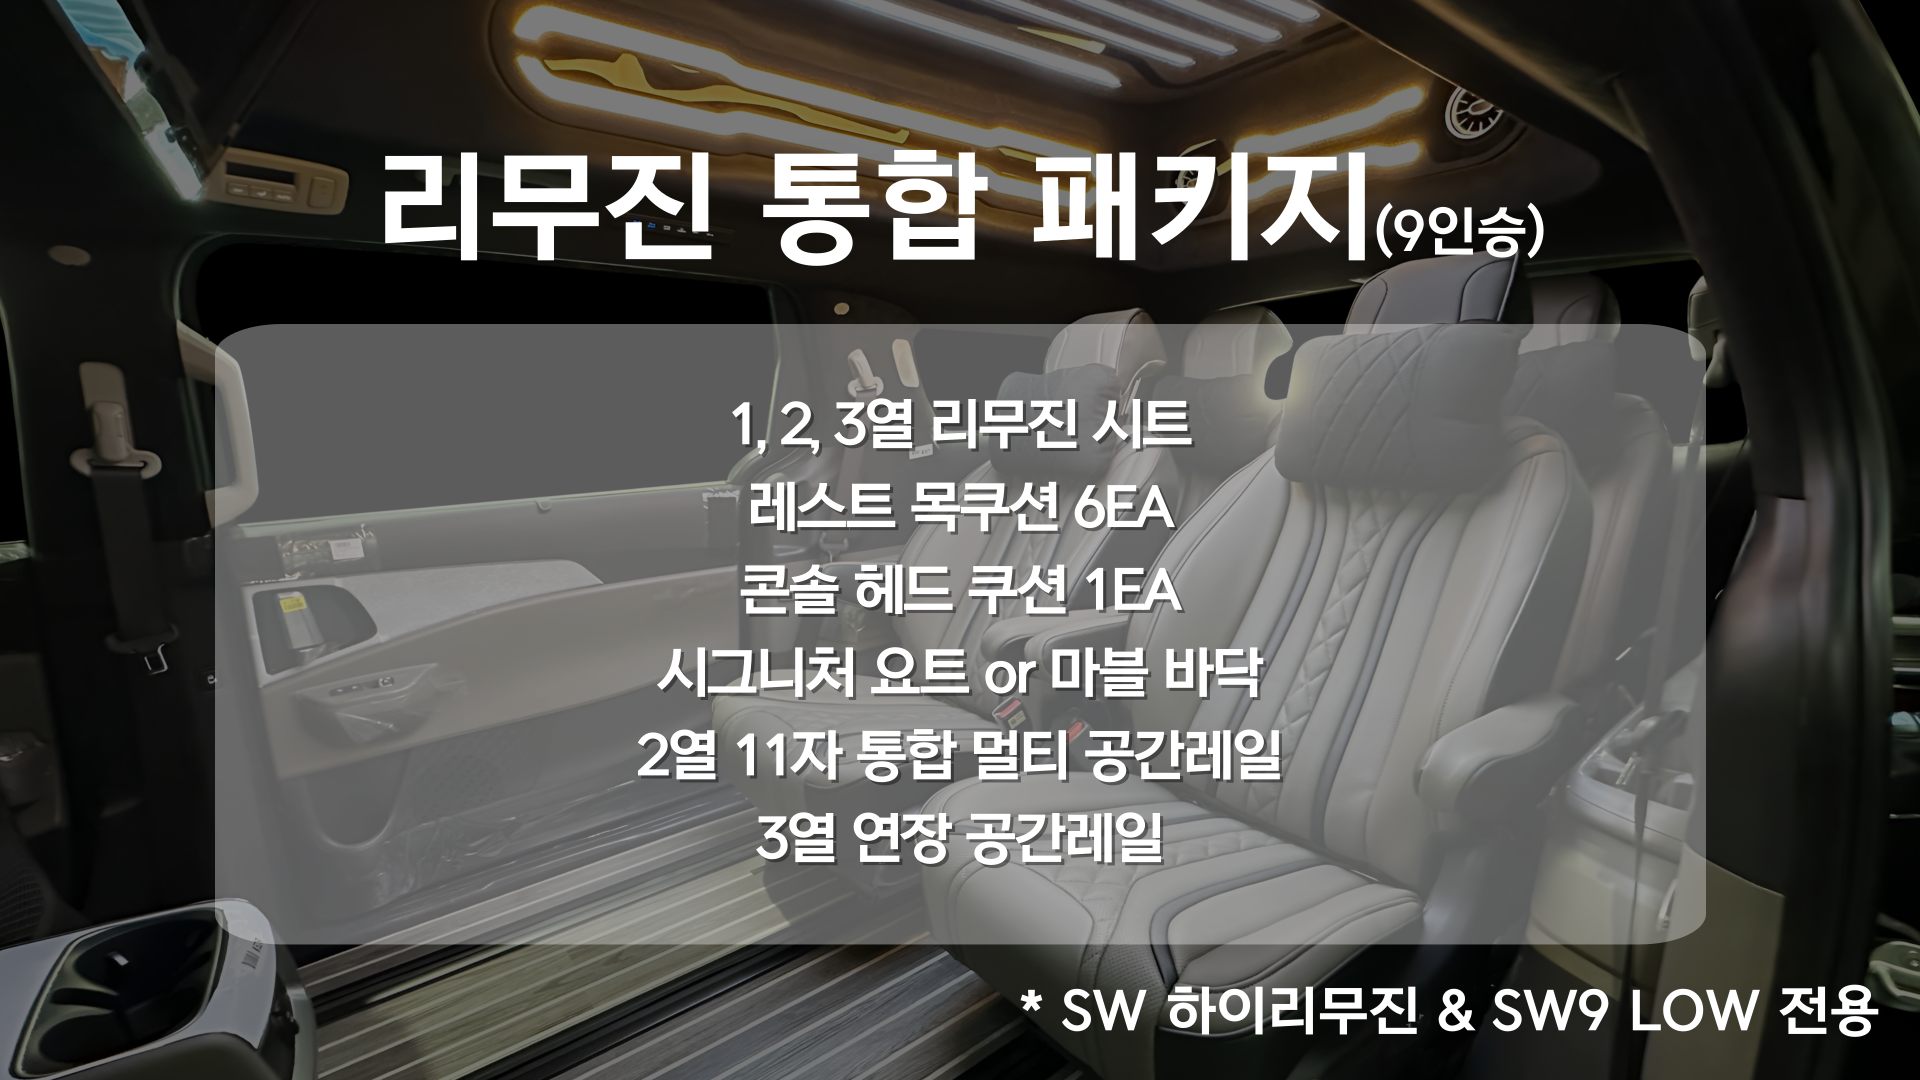 리무진 통합 패키지(9인승)
1, 2, 3열 리무진 시트
레스트 목쿠션 6EA
콘솔 헤드 쿠션 1EA
시그니처 요트 or 마블 바닥
2열 11자 통합 멀티 공간레일
3열 연장 공간레일
* SW 하이리무진 & SW9 LOW 전용